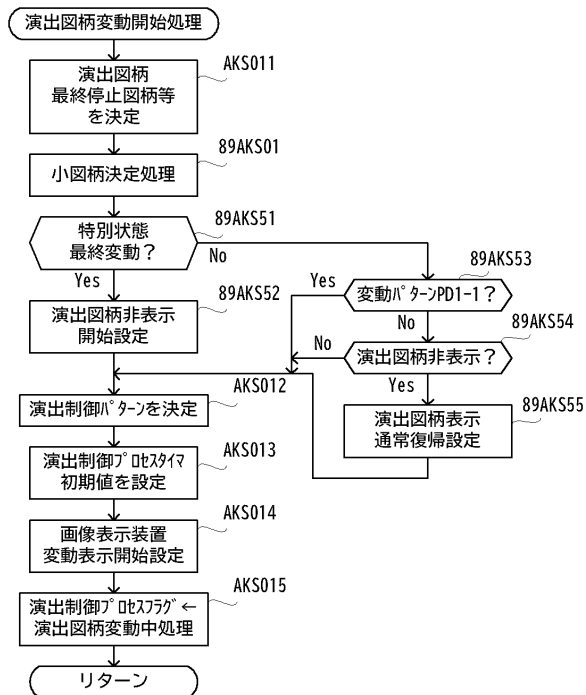 演出図柄変動開始処理
AKS011
演出図柄
最終停止図柄等
を決定
89AKS01
小図柄決定処理
89AKS51
特別状態
最終変動？
No
Yes
89AKS53
変動ﾊﾟﾀｰﾝPD1-1？
Yes
No
89AKS52
演出図柄非表示
開始設定
89AKS54
演出図柄非表示？
No
Yes
AKS012
演出制御ﾊﾟﾀｰﾝを決定
89AKS55
演出図柄表示
通常復帰設定
AKS013
演出制御ﾌﾟﾛｾｽﾀｲﾏ
初期値を設定
AKS014
画像表示装置
変動表示開始設定
AKS015
演出制御ﾌﾟﾛｾｽﾌﾗｸﾞ←
演出図柄変動中処理
リターン